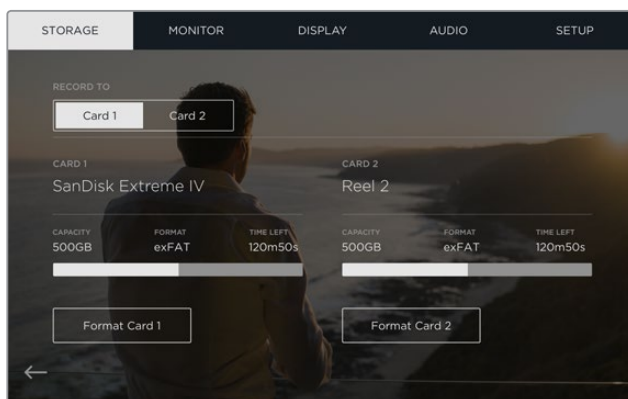 STORAGE MONITOR DISPLAY AUDIO SETUP
RECORD TO
Card 1 Card 2
CARD 1 CARD 2
SanDisk Extreme IV Reel 2
CAPACITY FORMAT TIME LEFT CAPACITY FORMAT TIME LEFT
500GB exFAT 120m50s 500GB exFAT 120m50s
Format Card 1 Format Card 2